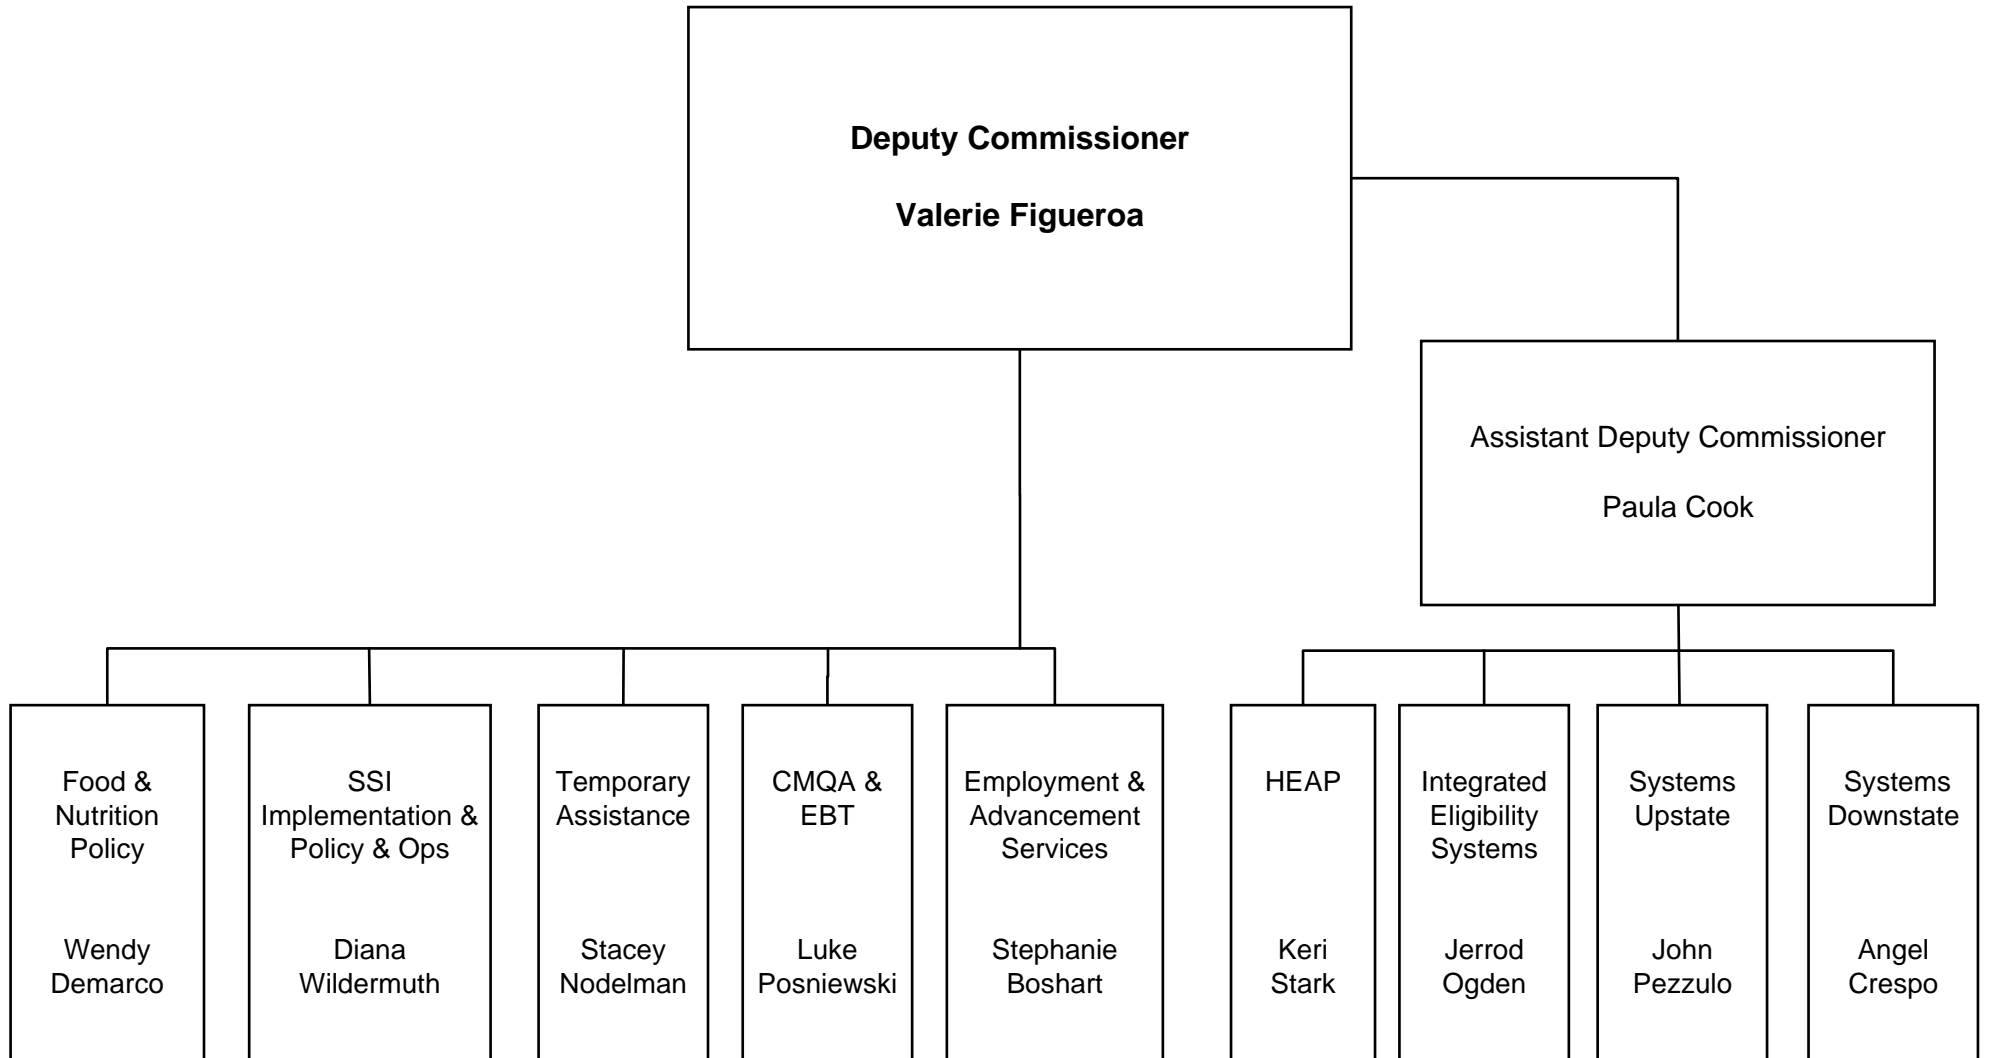 Deputy Commissioner
Valerie Figueroa
Assistant Deputy Commissioner
Paula Cook
Food &
Nutrition
Policy
Wendy
Demarco
SSI
Implementation &
Policy & Ops
Diana
Wildermuth
Temporary
Assistance
Stacey
Nodelman
CMQA &
EBT
Luke
Posniewski
Employment &
Advancement
Services
Stephanie
Boshart
HEAP
Keri
Stark
Integrated
Eligibility
Systems
Jerrod
Ogden
Systems
Upstate
John
Pezzulo
Systems
Downstate
Angel
Crespo